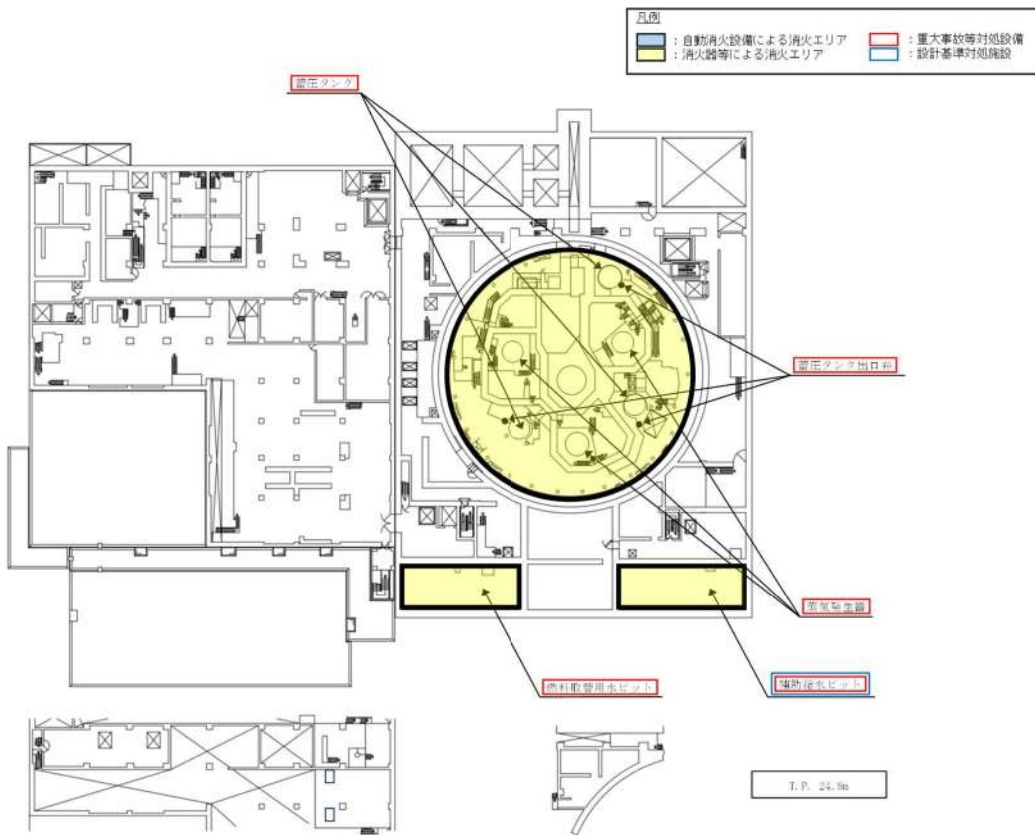 凡例
：自動消火設備による消火エリア
：重大事故等対処設備
：消火器等による消火エリア
：設計基準対処施設
蓄圧タンク
蓄圧タンク出口弁
蒸気発生器
燃料取替用水ピット
補助給水ピット
T.P. 24.8m